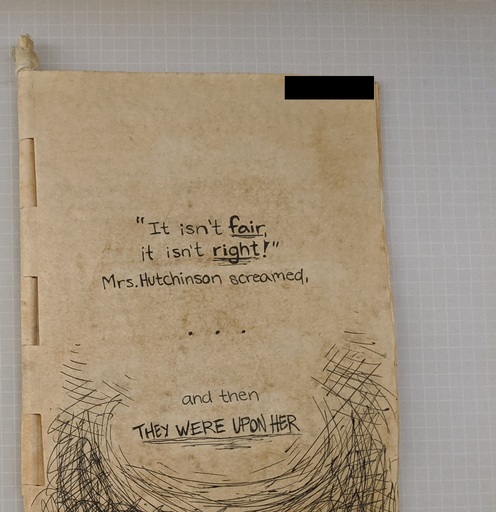 "It isn't fair,
it isn't right!"
Mrs. Hutchinson screamed,
. . .
and then
THEY WERE UPON HER